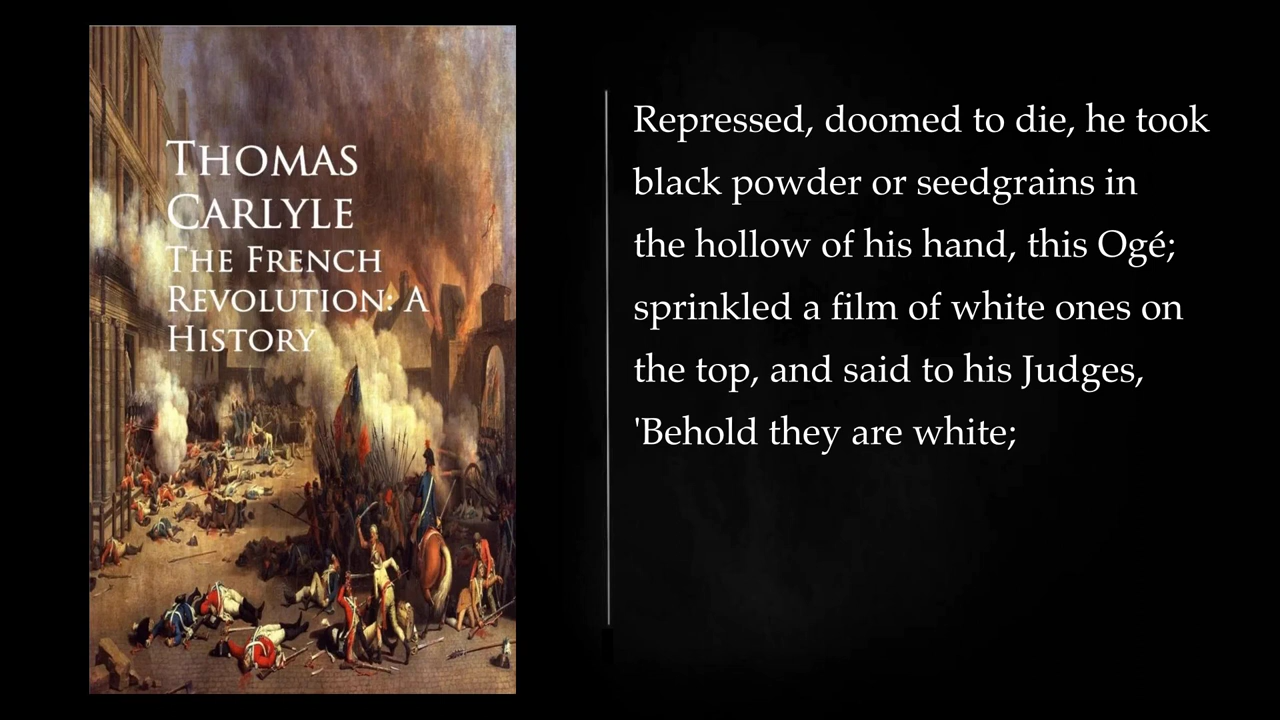 THOMAS
CARLYLE
THE FRENCH
REVOLUTION: A
HISTORY
Repressed, doomed to die, he took
black powder or seedgrains in
the hollow of his hand, this Ogé;
sprinkled a film of white ones on
the top, and said to his Judges,
'Behold they are white;